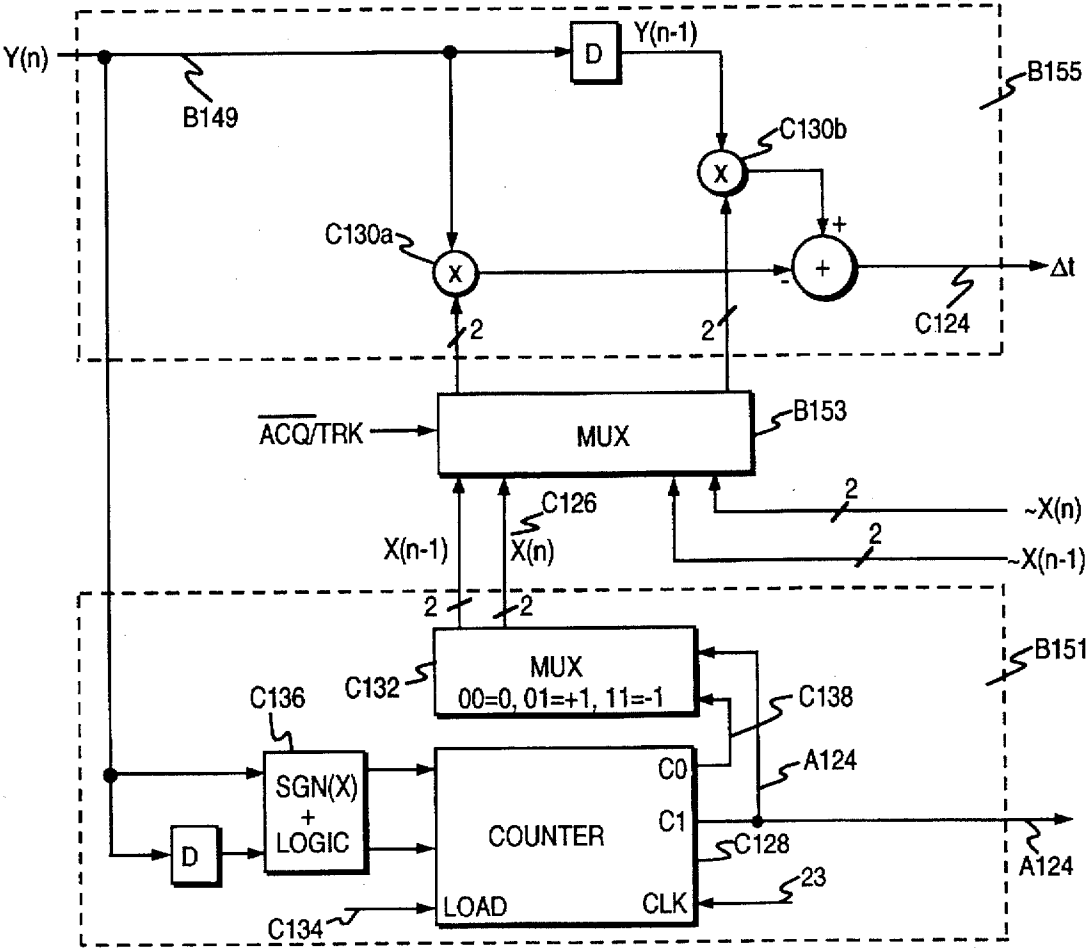 Y(n)
D
Y(n-1)
B149
B155
C130b
X
C130a
X
+
+
-
Δt
C124
2
2
ACQ/TRK
MUX
B153
C126
X(n-1)
X(n)
2
~X(n)
2
~X(n-1)
2
2
C132
MUX
00=0, 01=+1, 11=-1
B151
C138
C136
SGN(X)
+
LOGIC
D
COUNTER
C0
C1
A124
A124
C128
23
C134
LOAD
CLK